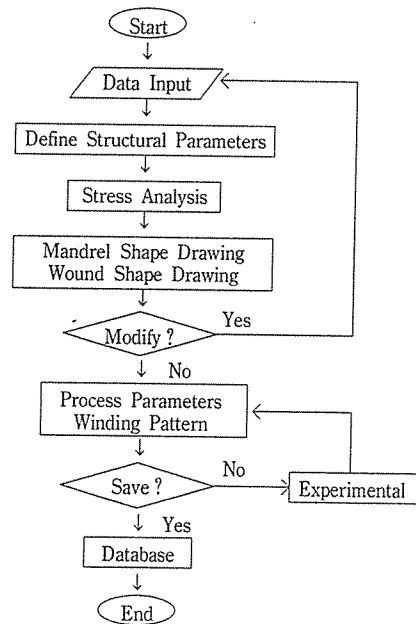 Start
Data Input
Define Structural Parameters
Stress Analysis
Mandrel Shape Drawing
Wound Shape Drawing
Modify ?
Yes
No
Process Parameters
Winding Pattern
Save ?
No
Experimental
Yes
Database
End